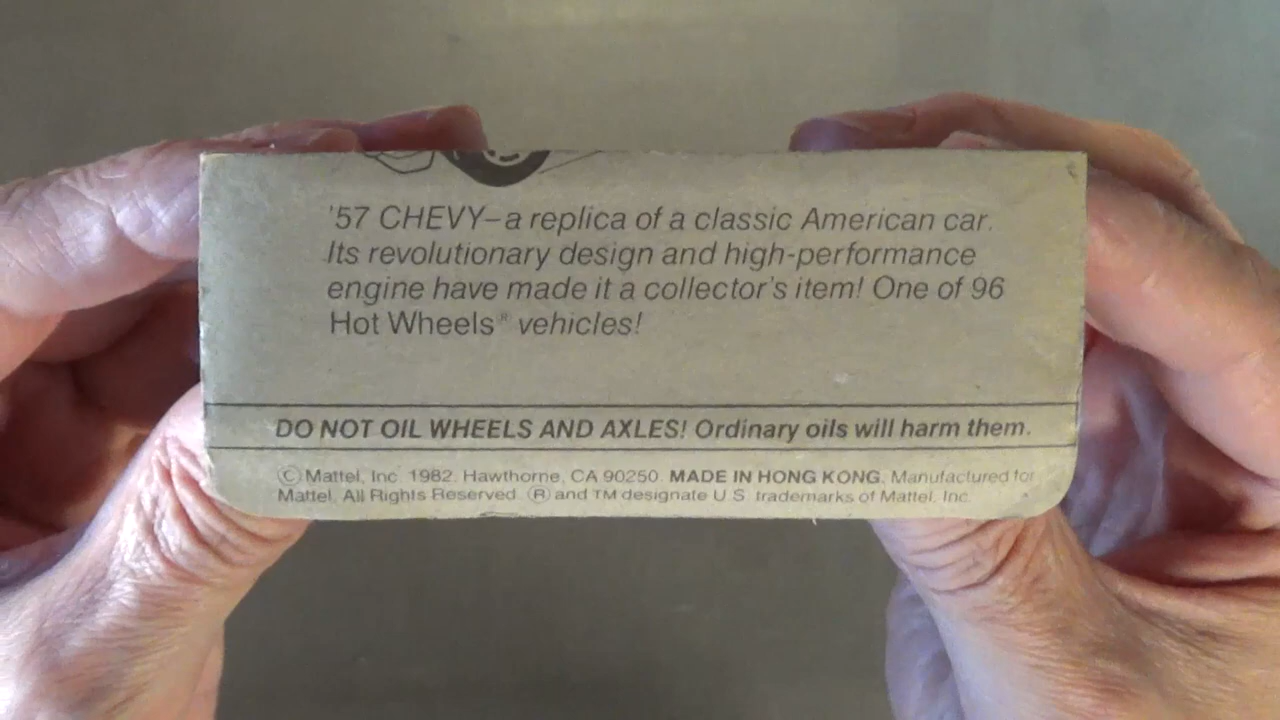 '57 CHEVY–a replica of a classic American car.
Its revolutionary design and high-performance
engine have made it a collector's item! One of 96
Hot Wheels® vehicles!
DO NOT OIL WHEELS AND AXLES! Ordinary oils will harm them.
© Mattel, Inc. 1982. Hawthorne, CA 90250. MADE IN HONG KONG. Manufactured for
Mattel. All Rights Reserved. ® and TM designate U.S. trademarks of Mattel, Inc.